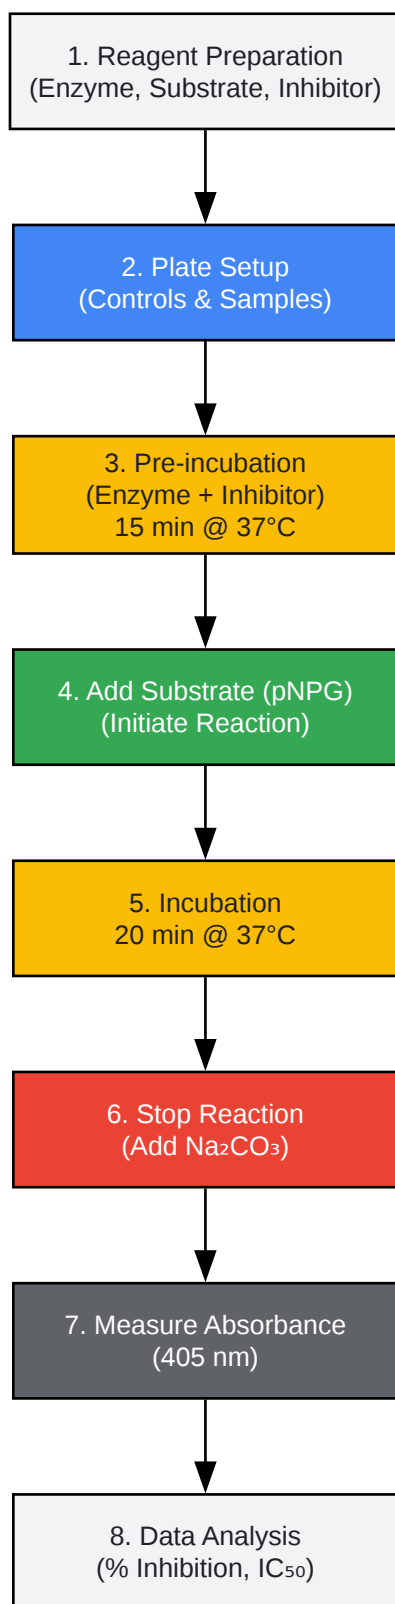 1. Reagent Preparation
(Enzyme, Substrate, Inhibitor)
2. Plate Setup
(Controls & Samples)
3. Pre-incubation
(Enzyme + Inhibitor)
15 min @ 37°C
4. Add Substrate (pNPG)
(Initiate Reaction)
5. Incubation
20 min @ 37°C
6. Stop Reaction
(Add Na₂CO₃)
7. Measure Absorbance
(405 nm)
8. Data Analysis
(% Inhibition, IC₅₀)